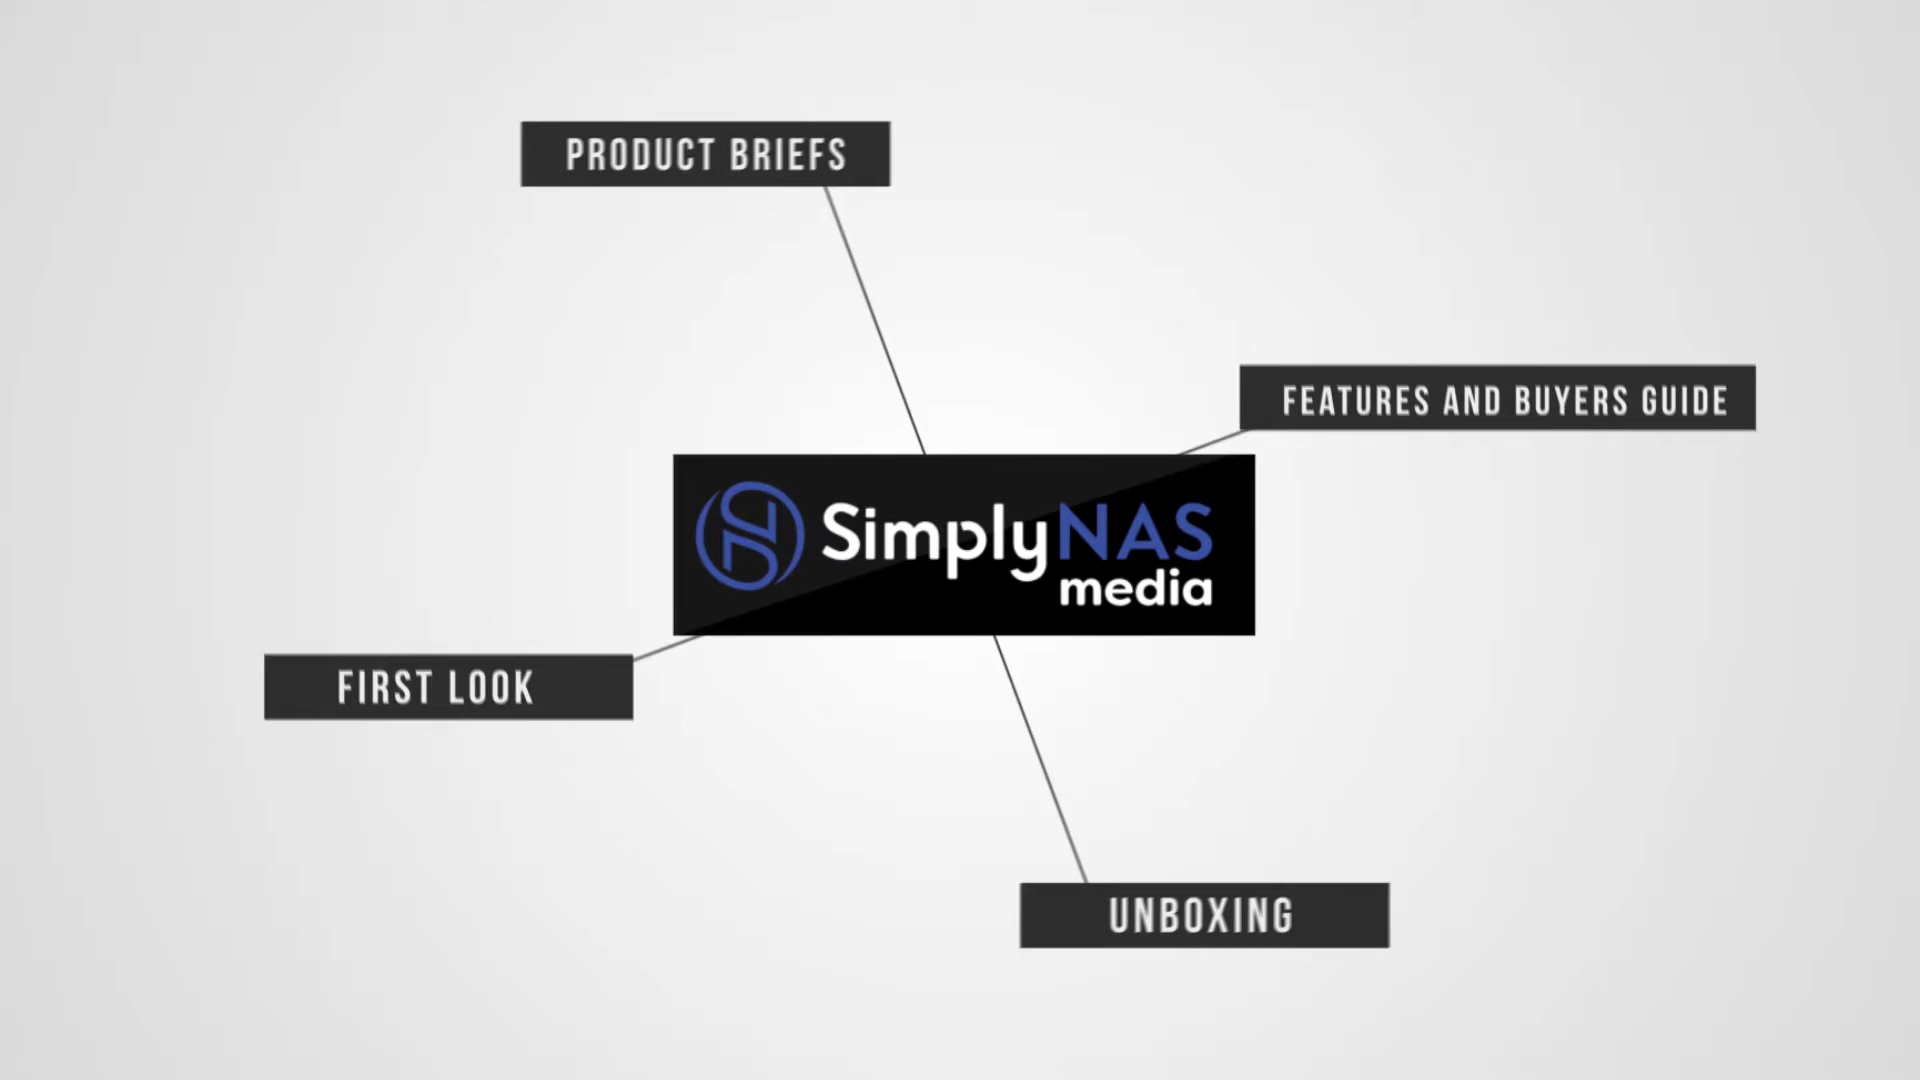 PRODUCT BRIEFS
FEATURES AND BUYERS GUIDE
SimplyNAS
media
FIRST LOOK
UNBOXING